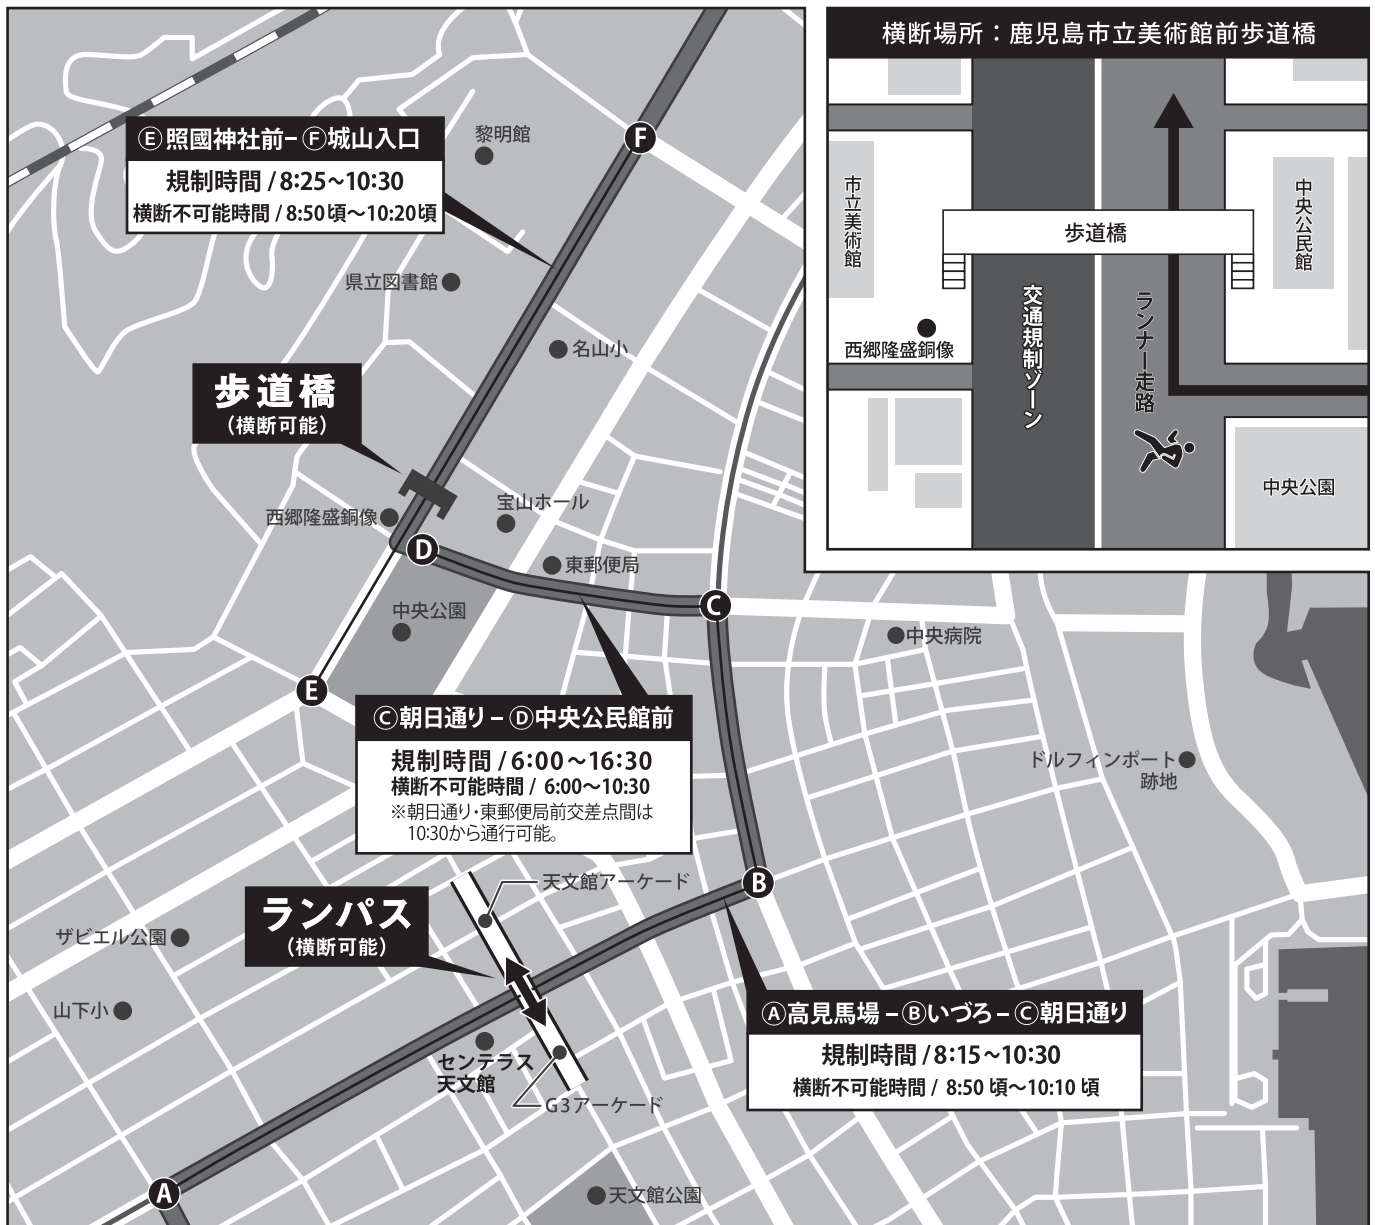 横断場所：鹿児島市立美術館前歩道橋
市立美術館
中央公民館
歩道橋
西郷隆盛銅像
交通規制ゾーン
ランナー走路
中央公園
Ⓔ照國神社前－Ⓕ城山入口
規制時間 / 8:25〜10:30
横断不可能時間 / 8:50頃〜10:20頃
黎明館
F
県立図書館
名山小
歩道橋
（横断可能）
宝山ホール
西郷隆盛銅像
D
東郵便局
C
中央公園
中央病院
E
Ⓒ朝日通り－Ⓓ中央公民館前
規制時間 / 6:00〜16:30
横断不可能時間 / 6:00〜10:30
※朝日通り・東郵便局前交差点間は
10:30から通行可能。
ドルフィンポート
跡地
天文館アーケード
B
ランパス
（横断可能）
ザビエル公園
山下小
Ⓐ高見馬場－Ⓑいづろ－Ⓒ朝日通り
規制時間 / 8:15〜10:30
横断不可能時間 / 8:50 頃〜10:10 頃
センテラス
天文館
G3アーケード
A
天文館公園